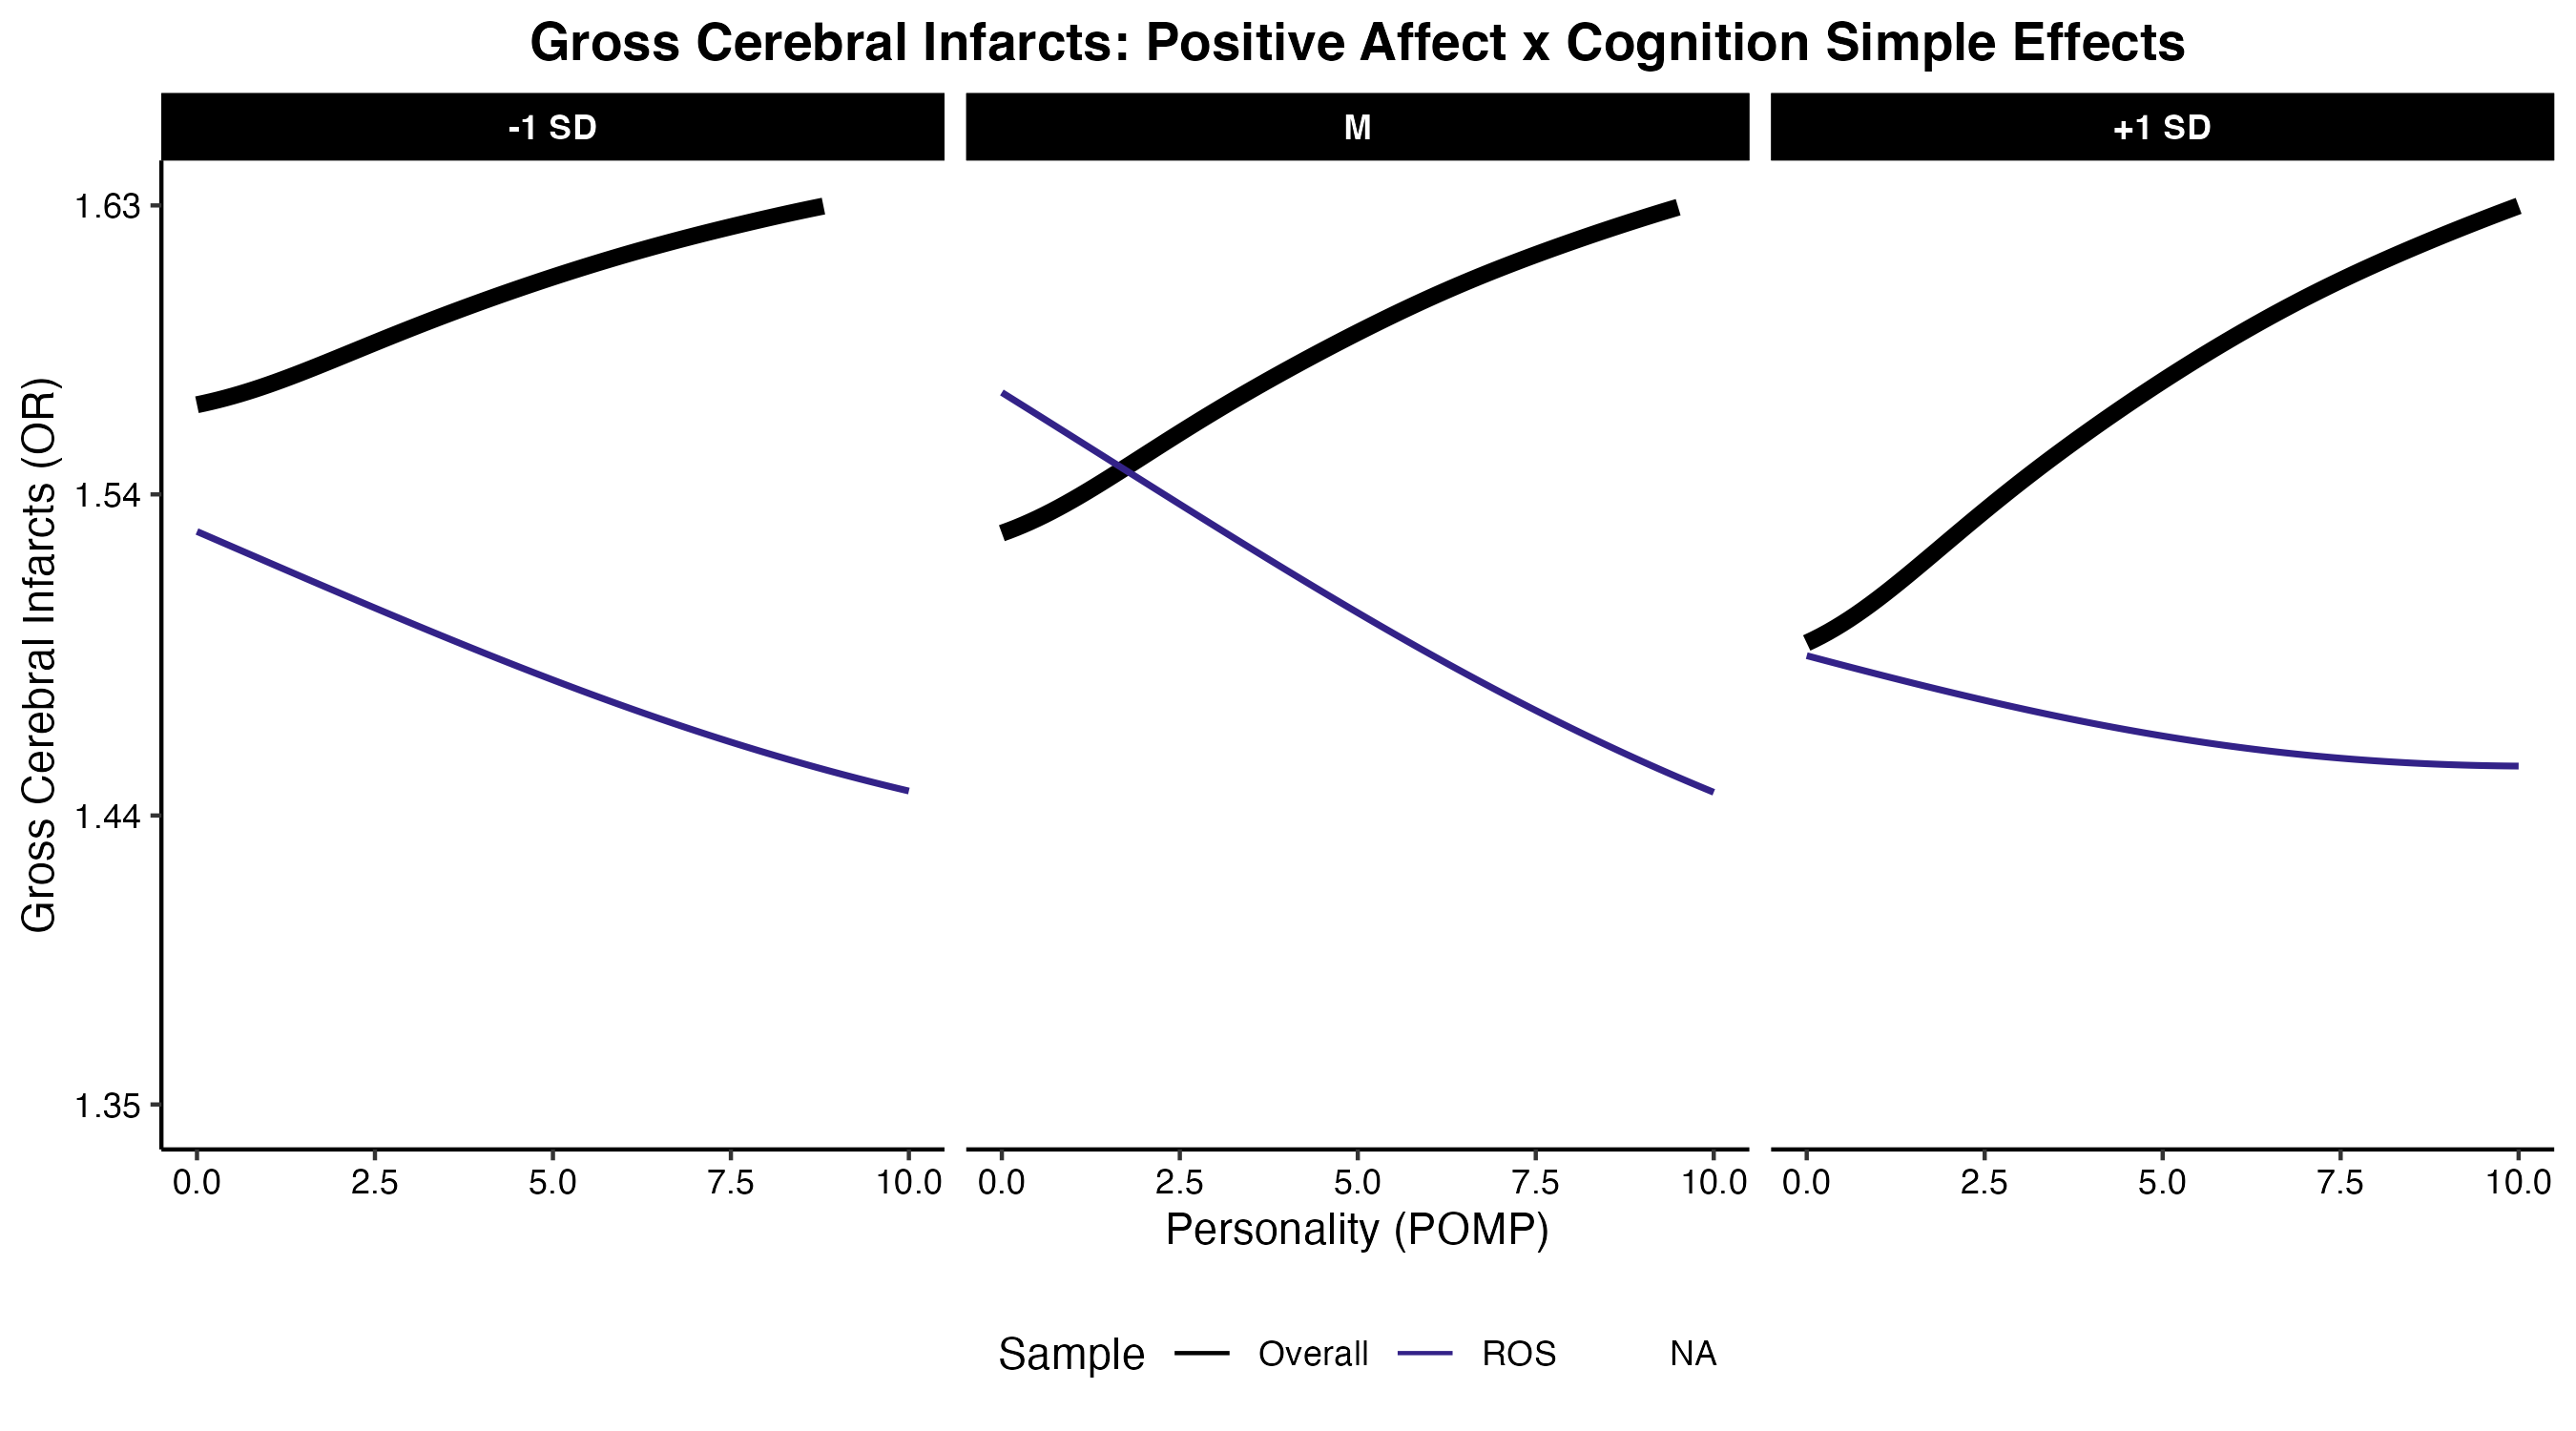 Gross Cerebral Infarcts: Positive Affect x Cognition Simple Effects
-1 SD M +1 SD
Gross Cerebral Infarcts (OR)
1.63
1.54
1.44
1.35
0.0 2.5 5.0 7.5 10.0 0.0 2.5 5.0 7.5 10.0 0.0 2.5 5.0 7.5 10.0
Personality (POMP)
Sample Overall ROS NA